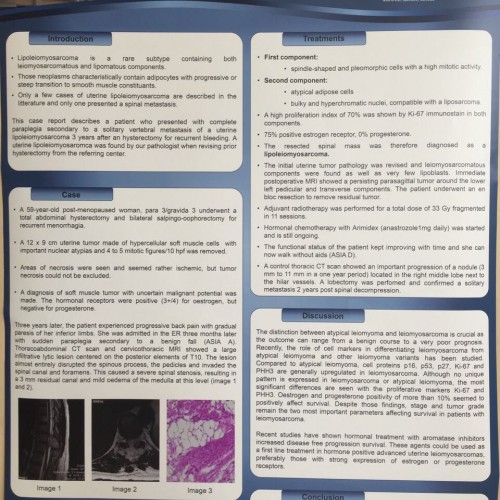 Introduction
• Lipoleiomyosarcoma is a rare subtype containing both
leiomyosarcomatous and lipomatous components.
• Those neoplasms characteristically contain adipocytes with progressive or
steep transition to smooth muscle constituants.
• Only a few cases of uterine lipoleiomyosarcoma are described in the
litterature and only one presented a spinal metastasis.
This case report describes a patient who presented with complete
paraplegia secondary to a solitary vertebral metastasis of a uterine
lipoleiomyosarcoma 3 years after an hysterectomy for recurrent bleeding. A
uterine lipoleiomyosaromca was found by our pathologist when revising prior
hysterectomy from the referring center.
Case
• A 59-year-old post-menopaused woman, para 3/gravida 3 underwent a
total abdominal hysterectomy and bilateral salpingo-oophorectomy for
recurrent menorrhagia.
• A 12 x 9 cm uterine tumor made of hypercellular soft muscle cells with
important nuclear atypias and 4 to 5 mitotic figures/10 hpf was removed.
• Areas of necrosis were seen and seemed rather ischemic, but tumor
necrosis could not be excluded.
• A diagnosis of soft muscle tumor with uncertain malignant potential was
made. The hormonal receptors were positive (3+/4) for oestrogen, but
negative for progesterone.
Three years later, the patient experienced progressive back pain with gradual
paresis of her inferior limbs. She was admitted in the ER three months later
with sudden paraplegia secondary to a benign fall (ASIA A).
Thoracoabdominal CT scan and cervicothoracic MRI showed a large
infiltrative lytic lesion centered on the posterior elements of T10. The lesion
almost entirely disrupted the spinous process, the pedicles and invaded the
spinal canal and foramens. This caused a severe spinal stenosis, resulting in
a 3 mm residual canal and mild oedema of the medulla at this level (image 1
and 2).
Image 1
Image 2
Image 3
Treatments
• First component:
• spindle-shaped and pleomorphic cells with a high mitotic activity.
• Second component:
• atypical adipose cells
• bulky and hyperchromatic nuclei, compatible with a liposarcoma.
• A high proliferation index of 70% was shown by Ki-67 immunostain in both
components.
• 75% positive estrogen receptor, 0% progesterone.
• The resected spinal mass was therefore diagnosed as a
lipoleiomyosarcoma.
• The initial uterine tumor pathology was revised and leiomyosarcomatous
components were found as well as very few lipoblasts. Immediate
postoperative MRI showed a persisting parasagittal tumor around the lower
left pedicular and transverse components. The patient underwent an en
bloc resection to remove residual tumor.
• Adjuvant radiotherapy was performed for a total dose of 33 Gy fragmented
in 11 sessions.
• Hormonal chemotherapy with Arimidex (anastrozole1mg daily) was started
and is still ongoing.
• The functional status of the patient kept improving with time and she can
now walk without aids (ASIA D).
• A control thoracic CT scan showed an important progression of a nodule (3
mm to 11 mm in a one year period) located in the right middle lobe next to
the hilar vessels. A lobectomy was perfomed and confirmed a solitary
metastasis 2 years post spinal decompression.
Discussion
The distinction between atypical leiomyoma and leiomyosarcoma is crucial as
the outcome can range from a benign course to a very poor prognosis.
Recently, the role of cell markers in differentiating leiomyosarcoma from
atypical leiomyoma and other leiomyoma variants has been studied.
Compared to atypical leiomyoma, cell proteins p16, p53, p27, Ki-67 and
PHH3 are generally upregulated in leiomyosarcoma. Although no unique
pattern is expressed in leiomyosarcoma or atypical leiomyoma, the most
significant differences are seen with the proliferative markers Ki-67 and
PHH3. Oestrogen and progesterone positivity of more than 10% seemed to
positively affect survival. Despite those findings, stage and tumor grade
remain the two most important parameters affecting survival in patients with
leiomyosarcoma.
Recent studies have shown hormonal treatment with aromatase inhibitors
increased disease free progression survival. These agents could be used as
a first line treatment in hormone positive advanced uterine leiomyosarcomas,
preferably those with strong expression of estrogen or progesterone
receptors.
Conclusion